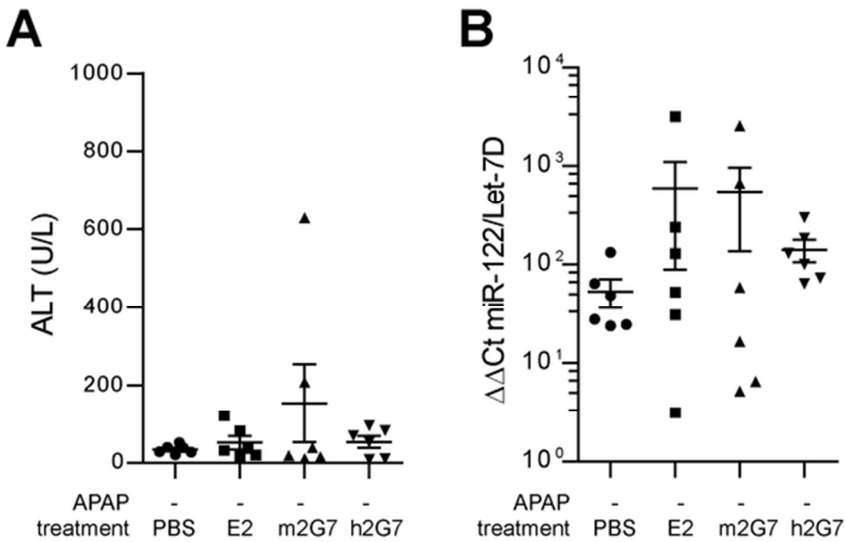 A
B
ALT (U/L)
1000
800
600
400
200
0
APAP - - - -
treatment PBS E2 m2G7 h2G7
ΔΔCt miR-122/Let-7D
10⁴
10³
10²
10¹
10⁰
APAP - - - -
treatment PBS E2 m2G7 h2G7